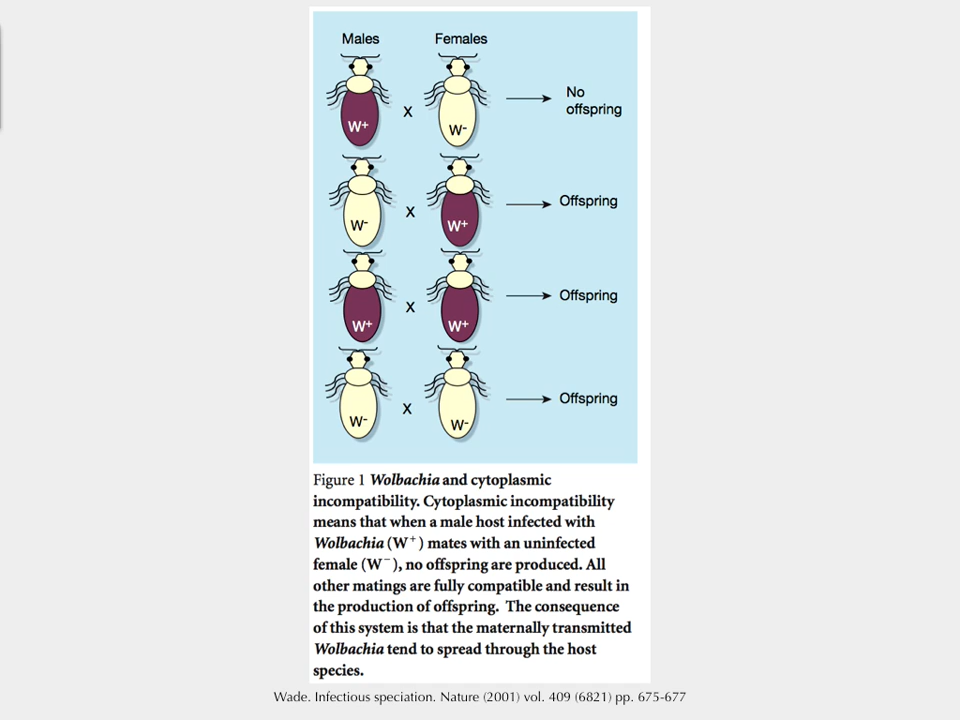 Males Females
W+ X W- No
offspring
W- X W+ Offspring
W+ X W+ Offspring
W- X W- Offspring
Figure 1 Wolbachia and cytoplasmic
incompatibility. Cytoplasmic incompatibility
means that when a male host infected with
Wolbachia (W+) mates with an uninfected
female (W−), no offspring are produced. All
other matings are fully compatible and result in
the production of offspring. The consequence
of this system is that the maternally transmitted
Wolbachia tend to spread through the host
species.
Wade. Infectious speciation. Nature (2001) vol. 409 (6821) pp. 675-677